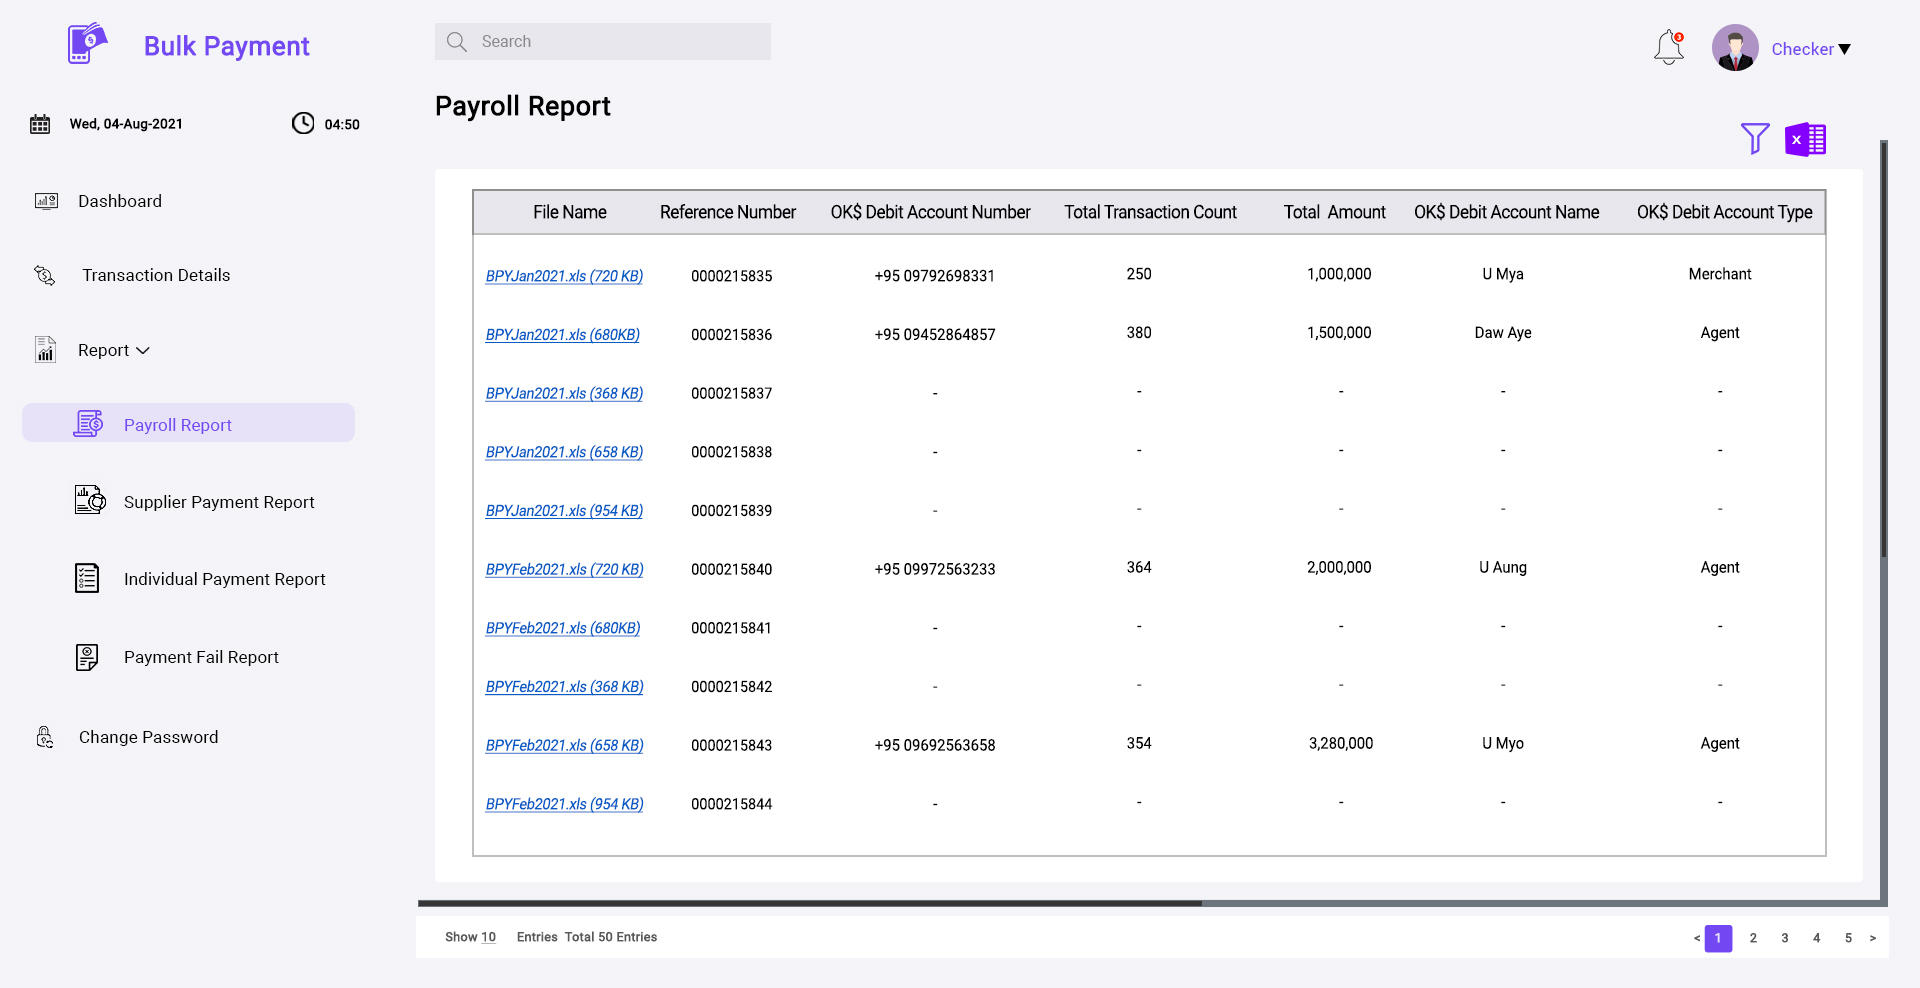 Bulk Payment
Search
3
Checker
Wed, 04-Aug-2021
04:50
Dashboard
Transaction Details
Report
Payroll Report
Supplier Payment Report
Individual Payment Report
Payment Fail Report
Change Password
Payroll Report
X
File Name Reference Number OK$ Debit Account Number Total Transaction Count Total Amount OK$ Debit Account Name OK$ Debit Account Type
BPYJan2021.xls (720 KB) 0000215835 +95 09792698331 250 1,000,000 U Mya Merchant
BPYJan2021.xls (680KB) 0000215836 +95 09452864857 380 1,500,000 Daw Aye Agent
BPYJan2021.xls (368 KB) 0000215837 - - - - -
BPYJan2021.xls (658 KB) 0000215838 - - - - -
BPYJan2021.xls (954 KB) 0000215839 - - - - -
BPYFeb2021.xls (720 KB) 0000215840 +95 09972563233 364 2,000,000 U Aung Agent
BPYFeb2021.xls (680KB) 0000215841 - - - - -
BPYFeb2021.xls (368 KB) 0000215842 - - - - -
BPYFeb2021.xls (658 KB) 0000215843 +95 09692563658 354 3,280,000 U Myo Agent
BPYFeb2021.xls (954 KB) 0000215844 - - - - -
Show 10 Entries Total 50 Entries
< 1 2 3 4 5 >